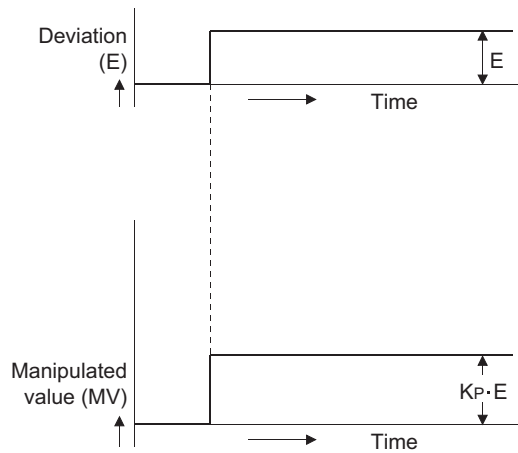 Deviation
(E)
E
Time
Manipulated
value (MV)
KP·E
Time